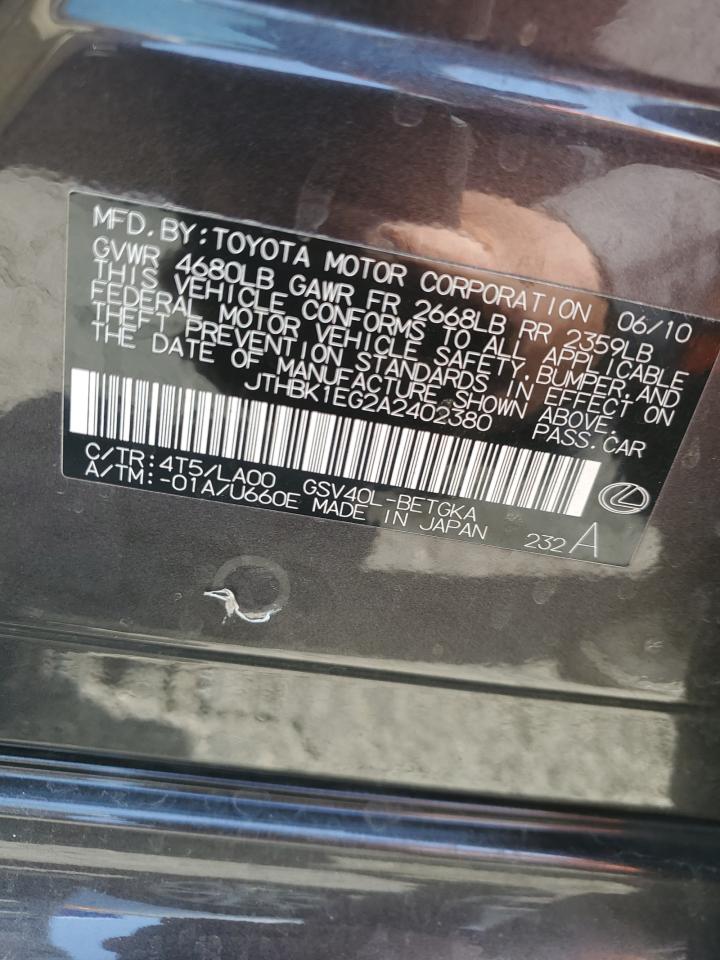 MFD. BY: TOYOTA MOTOR CORPORATION 06/10
GVWR 4680LB GAWR FR 2668LB RR 2359LB
THIS VEHICLE CONFORMS TO ALL APPLICABLE
FEDERAL MOTOR VEHICLE SAFETY, BUMPER, AND
THEFT PREVENTION STANDARDS IN EFFECT ON
THE DATE OF MANUFACTURE SHOWN ABOVE.
JTHBK1EG2A2402380 PASS. CAR
C/TR: 4T5/LA00 GSV40L-BETGKA
A/TM: -01A/U660E MADE IN JAPAN 232 A